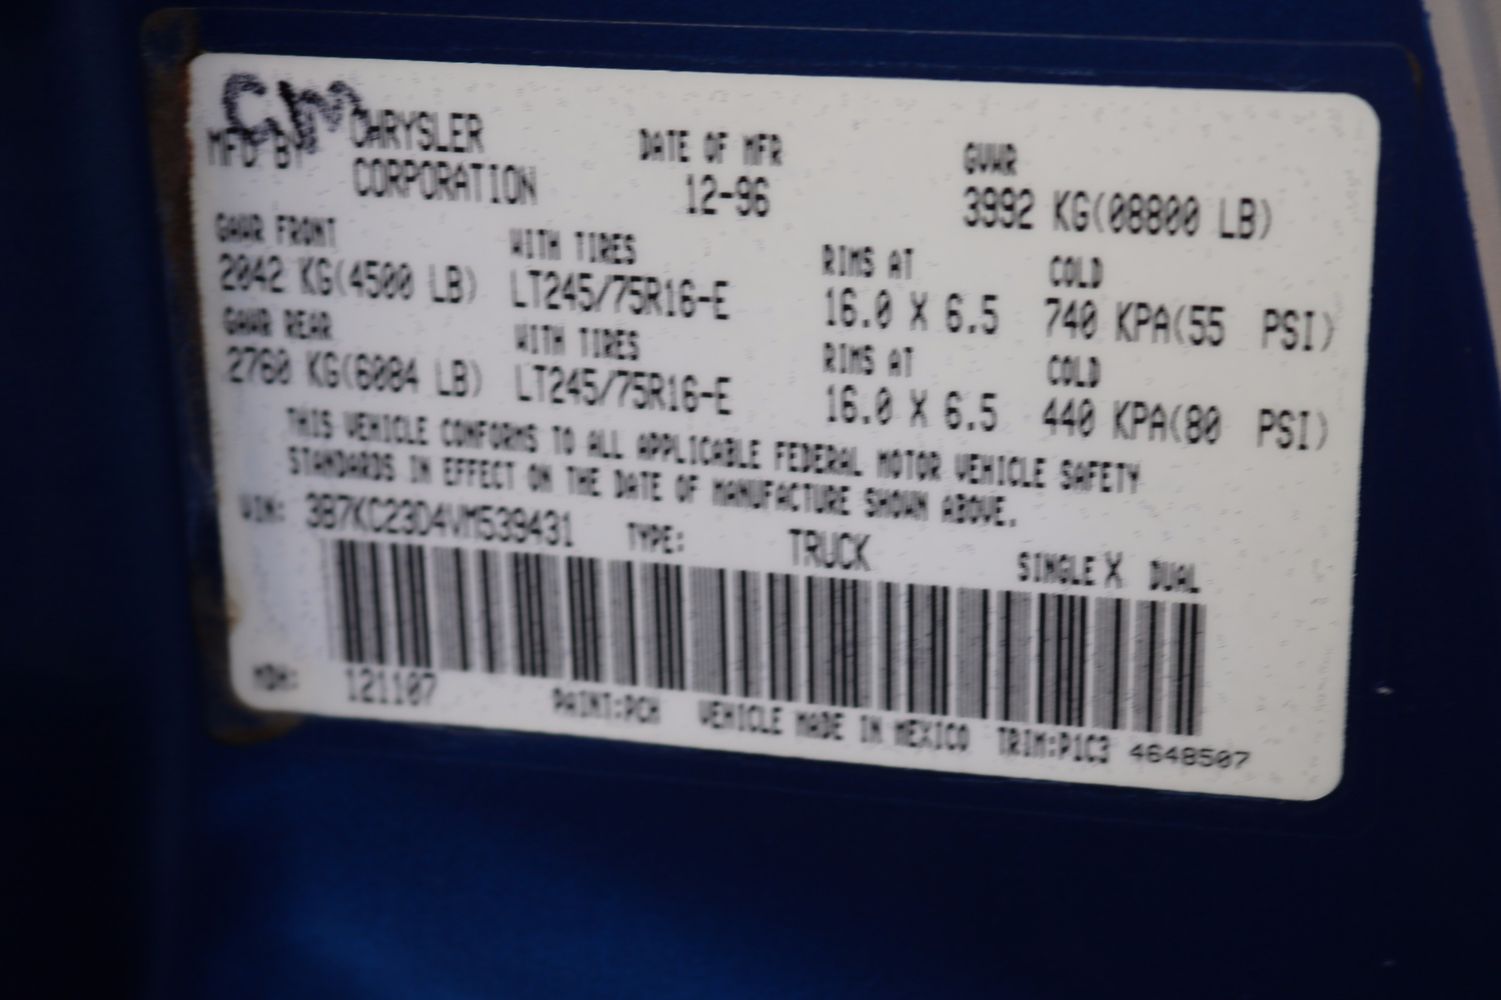 CM
MFD BY CHRYSLER CORPORATION DATE OF MFR 12-96 GVWR 3992 KG(08800 LB)
GAWR FRONT WITH TIRES RIMS AT COLD
2042 KG(4500 LB) LT245/75R16-E 16.0 X 6.5 740 KPA(55 PSI)
GAWR REAR WITH TIRES RIMS AT COLD
2760 KG(6084 LB) LT245/75R16-E 16.0 X 6.5 440 KPA(80 PSI)
THIS VEHICLE CONFORMS TO ALL APPLICABLE FEDERAL MOTOR VEHICLE SAFETY
STANDARDS IN EFFECT ON THE DATE OF MANUFACTURE SHOWN ABOVE.
VIN: 3B7KC23D4VM539431 TYPE: TRUCK SINGLE X DUAL
MDH: 121107 PAINT:PCH VEHICLE MADE IN MEXICO TRIM:P1C3 4648507